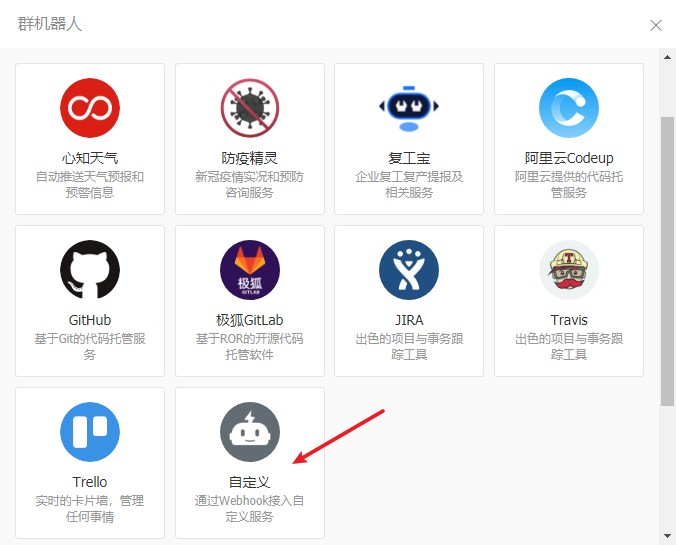 群机器人
心知天气
自动推送天气预报和
预警信息
防疫精灵
新冠疫情实况和预防
咨询服务
复工宝
企业复工复产提报及
相关服务
阿里云Codeup
阿里云提供的代码托
管服务
GitHub
基于Git的代码托管服
务
极狐
GITLAB
极狐GitLab
基于ROR的开源代码
托管软件
JIRA
出色的项目与事务跟
踪工具
T
Travis
出色的项目与事务跟
踪工具
Trello
实时的卡片墙，管理
任何事情
自定义
通过Webhook接入自
定义服务